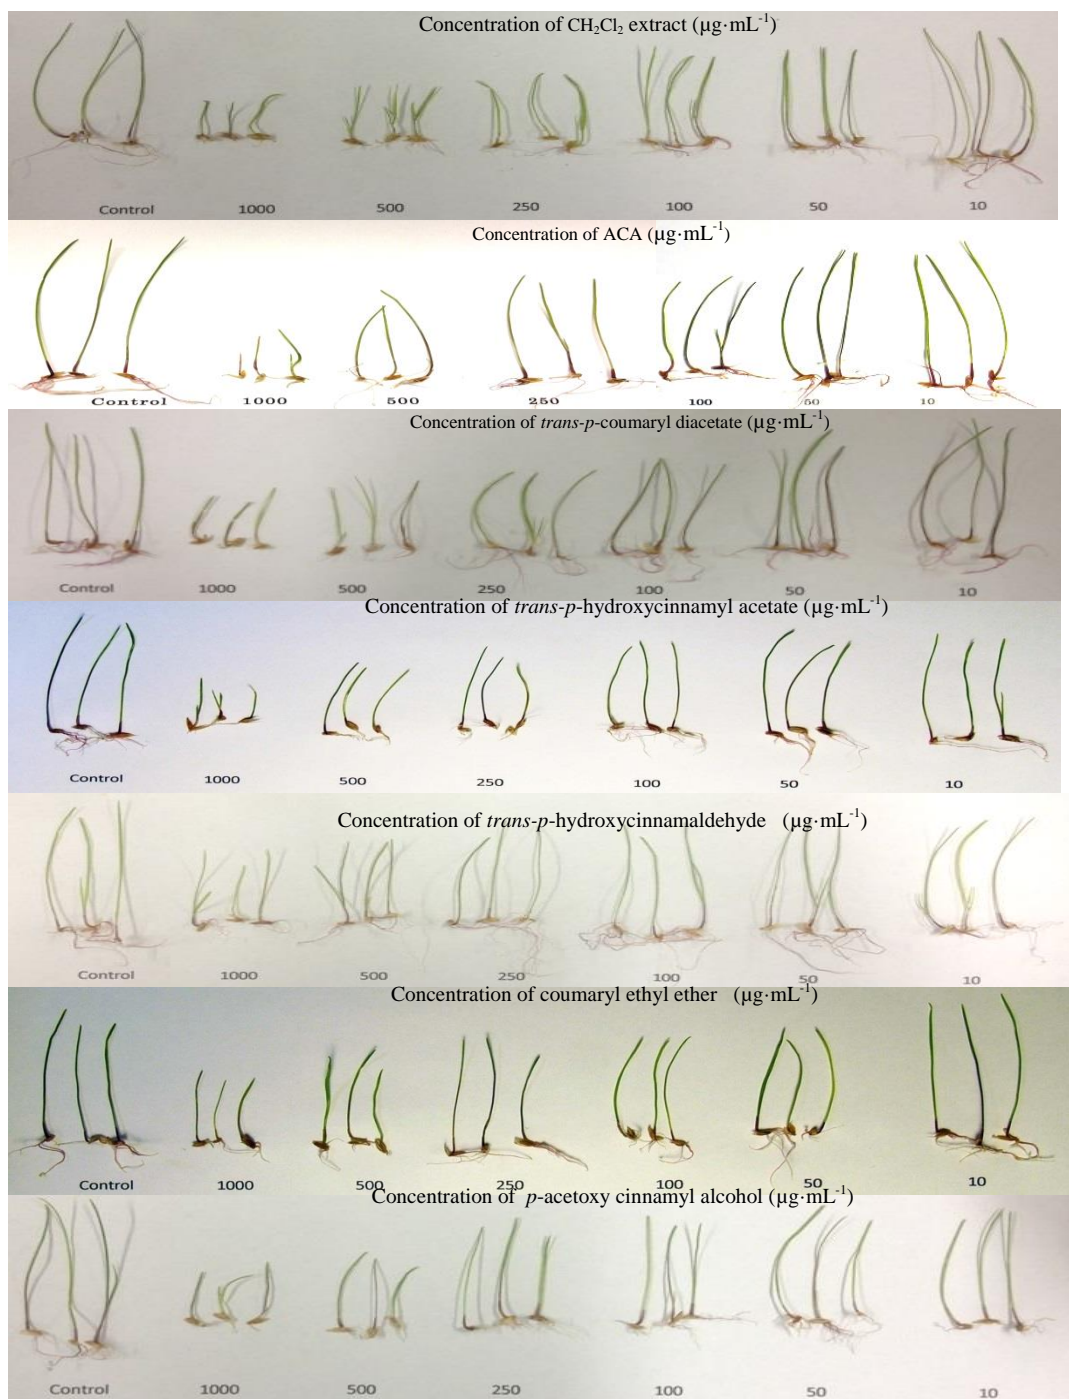 Concentration of CH₂Cl₂ extract (µg·mL⁻¹)
Control 1000 500 250 100 50 10
Concentration of ACA (µg·mL⁻¹)
Control 1000 500 250 100 50 10
Concentration of trans-p-coumaryl diacetate (µg·mL⁻¹)
Control 1000 500 250 100 50 10
Concentration of trans-p-hydroxycinnamyl acetate (µg·mL⁻¹)
Control 1000 500 250 100 50 10
Concentration of trans-p-hydroxycinnamaldehyde (µg·mL⁻¹)
Control 1000 500 250 100 50 10
Concentration of coumaryl ethyl ether (µg·mL⁻¹)
Control 1000 500 250 100 50 10
Concentration of p-acetoxy cinnamyl alcohol (µg·mL⁻¹)
Control 1000 500 250 100 50 10